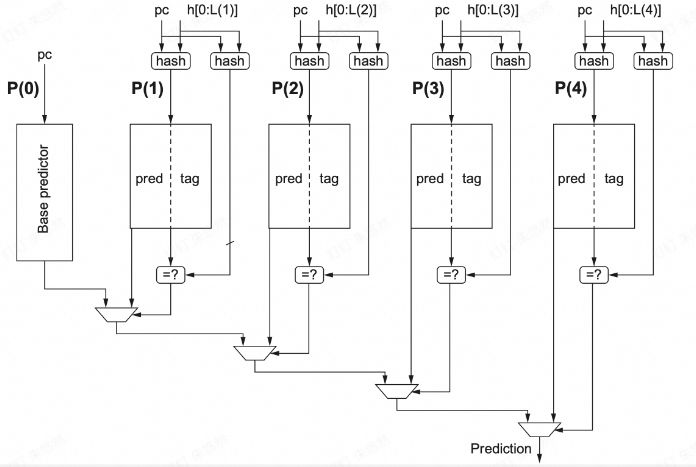 pc h[0:L(1)]
pc h[0:L(2)]
pc h[0:L(3)]
pc h[0:L(4)]
pc
hash hash
hash hash
hash hash
hash hash
P(0)
P(1)
P(2)
P(3)
P(4)
Base predictor
pred tag
pred tag
pred tag
pred tag
=?
=?
=?
=?
Prediction